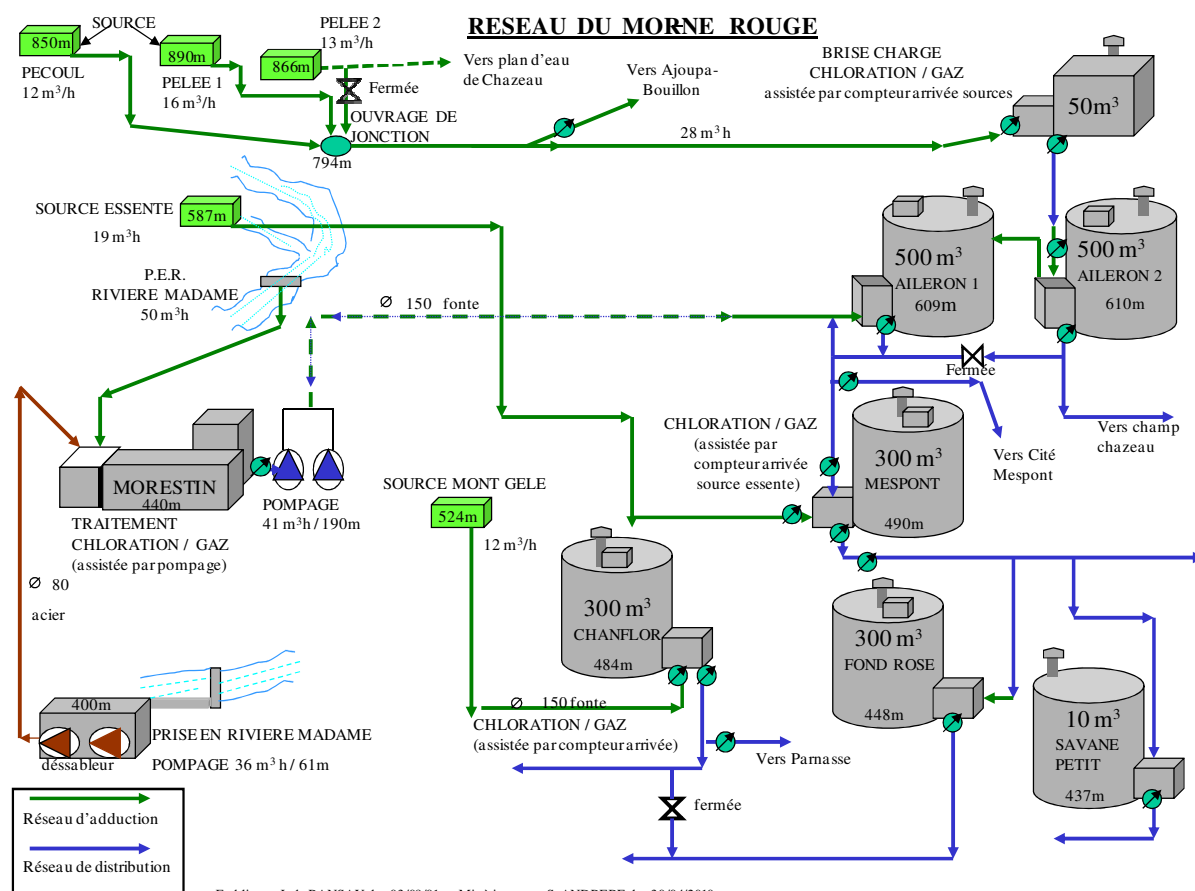 RESEAU DU MORNE ROUGE
SOURCE
850m
PECOUL
12 m³/h
890m
PELEE 1
16 m³/h
PELEE 2
13 m³/h
866m
Fermée
Vers plan d'eau
de Chazeau
OUVRAGE DE
JONCTION
794m
Vers Ajoupa-
Bouillon
28 m³h
BRISE CHARGE
CHLORATION / GAZ
assistée par compteur arrivée sources
50m³
SOURCE ESSENTE
587m
19 m³h
P.E.R.
RIVIERE MADAME
50 m³h
Ø 150 fonte
500 m³
AILERON 1
609m
500 m³
AILERON 2
610m
Fermée
Vers champ
chazeau
Vers Cité
Mespont
CHLORATION / GAZ
(assistée par
compteur arrivée
source essente)
300 m³
MESPONT
490m
MORESTIN
440m
TRAITEMENT
CHLORATION / GAZ
(assistée par pompage)
POMPAGE
41 m³h / 190m
SOURCE MONT GELE
524m
12 m³/h
300 m³
CHANFLOR
484m
Ø 150 fonte
CHLORATION / GAZ
(assistée par compteur arrivée)
Vers Parnasse
fermée
300 m³
FOND ROSE
448m
10 m³
SAVANE
PETIT
437m
Ø 80
acier
400m
PRISE EN RIVIERE MADAME
POMPAGE 36 m³h / 61m
déssableur
Réseau d'adduction
Réseau de distribution